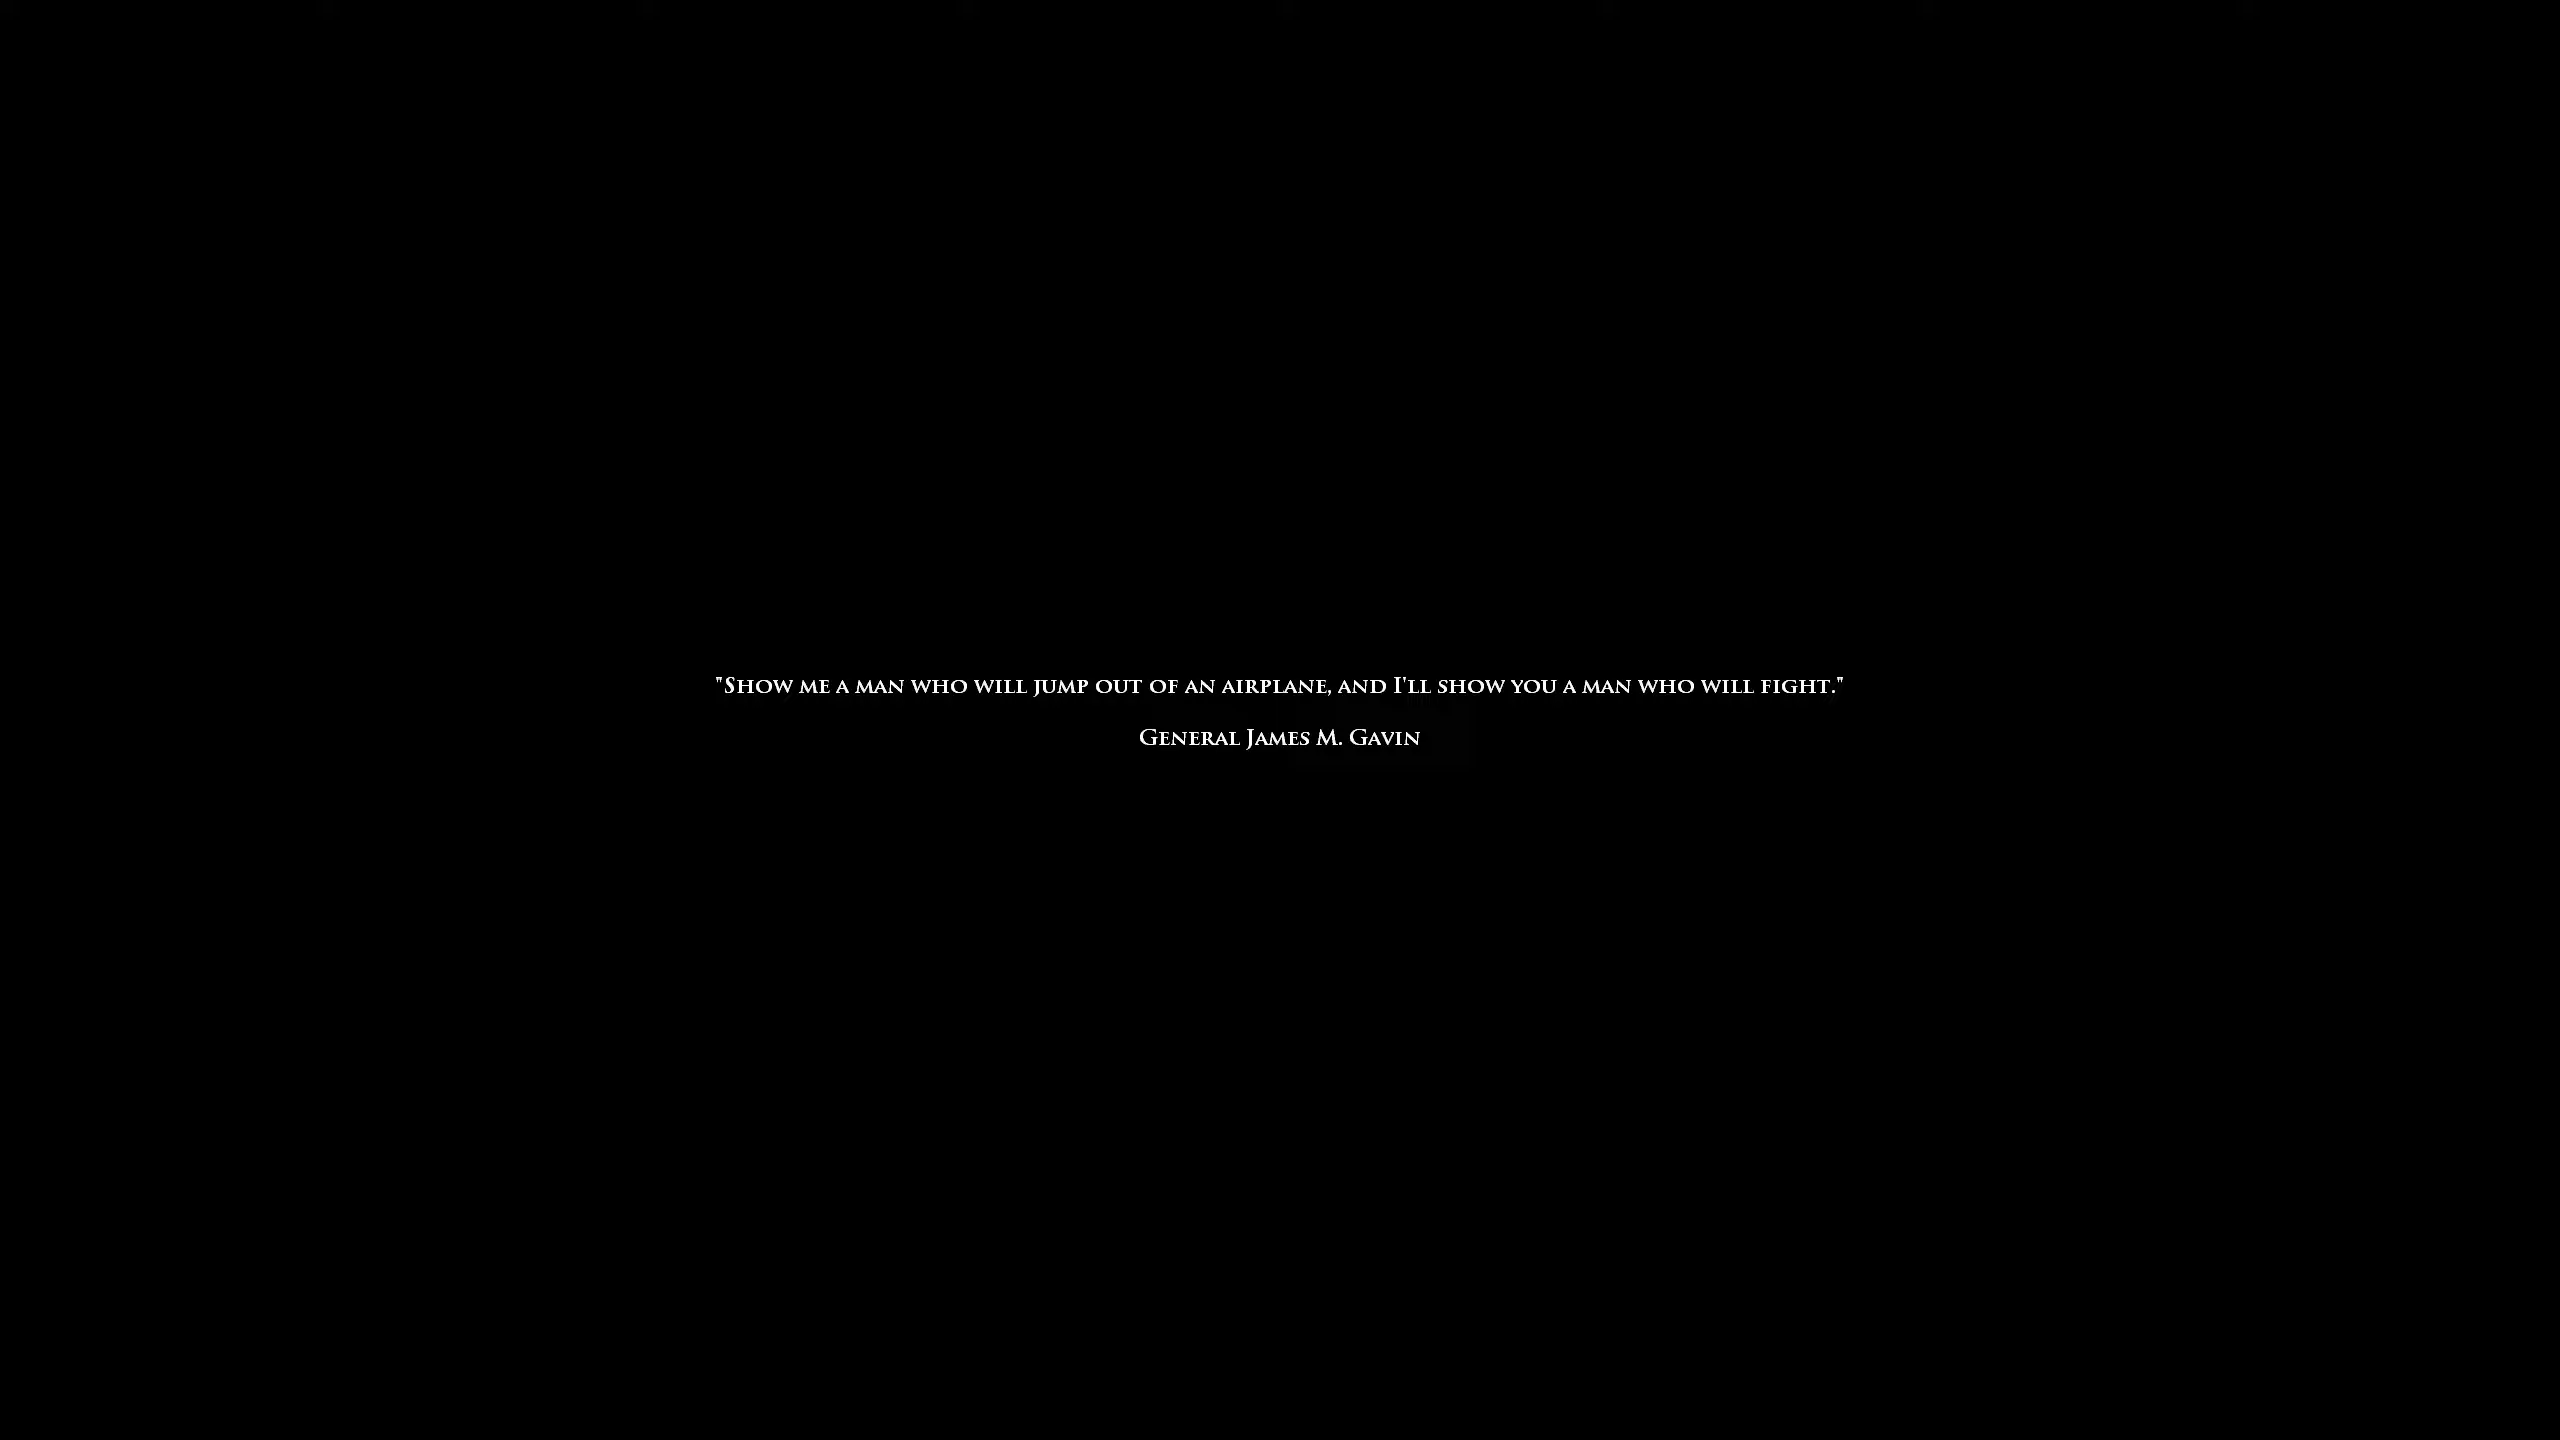 "Show me a man who will jump out of an airplane, and I'll show you a man who will fight."
General James M. Gavin